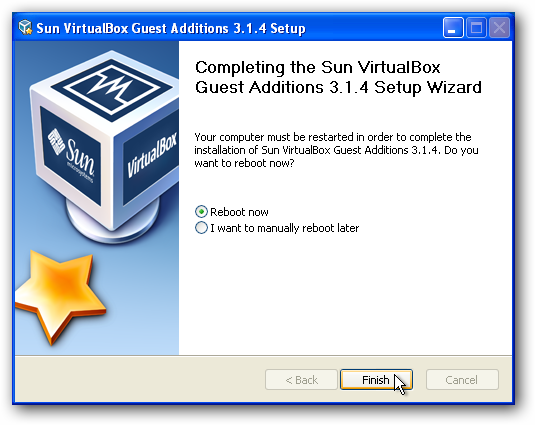 Sun VirtualBox Guest Additions 3.1.4 Setup
Completing the Sun VirtualBox
Guest Additions 3.1.4 Setup Wizard
Sun
microsystems
VirtualBox
Your computer must be restarted in order to complete the
installation of Sun VirtualBox Guest Additions 3.1.4. Do you
want to reboot now?
Reboot now
I want to manually reboot later
< Back
Finish
Cancel